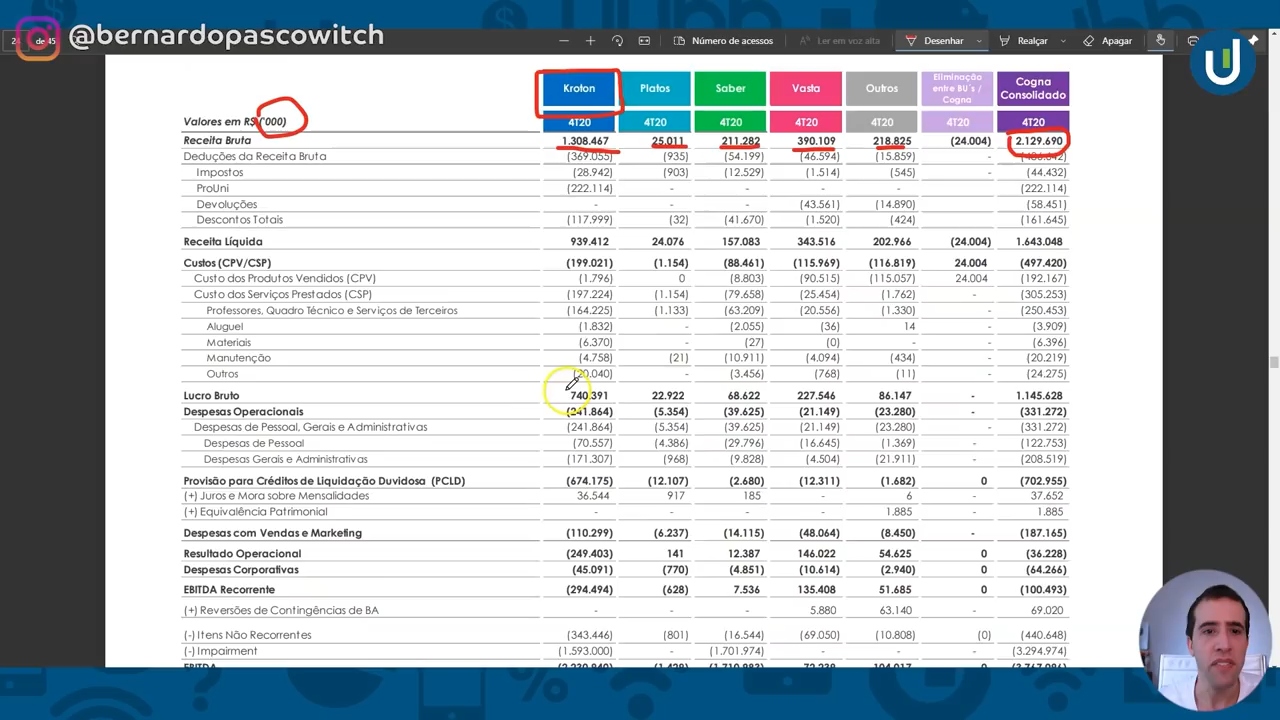 @bernardopascowitch
24 de 45
Número de acessos
Ler em voz alta
Desenhar
Realçar
Apagar
Kroton Platos Saber Vasta Outros Eliminação entre BU´s / Cogna Cogna Consolidado
Valores em R$ ('000) 4T20 4T20 4T20 4T20 4T20 4T20 4T20
Receita Bruta 1.308.467 25.011 211.282 390.109 218.825 (24.004) 2.129.690
Deduções da Receita Bruta (369.055) (935) (54.199) (46.594) (15.859) - (486.642)
Impostos (28.942) (903) (12.529) (1.514) (545) (44.432)
ProUni (222.114) - - - - (222.114)
Devoluções - - - (43.561) (14.890) (58.451)
Descontos Totais (117.999) (32) (41.670) (1.520) (424) (161.645)
Receita Líquida 939.412 24.076 157.083 343.516 202.966 (24.004) 1.643.048
Custos (CPV/CSP) (199.021) (1.154) (88.461) (115.969) (116.819) 24.004 (497.420)
Custo dos Produtos Vendidos (CPV) (1.796) 0 (8.803) (90.515) (115.057) 24.004 (192.167)
Custo dos Serviços Prestados (CSP) (197.224) (1.154) (79.658) (25.454) (1.762) - (305.253)
Professores, Quadro Técnico e Serviços de Terceiros (164.225) (1.133) (63.209) (20.556) (1.330) - (250.453)
Aluguel (1.832) - (2.055) (36) 14 - (3.909)
Materiais (6.370) - (27) (0) - - (6.396)
Manutenção (4.758) (21) (10.911) (4.094) (434) - (20.219)
Outros (20.040) - (3.456) (768) (11) - (24.275)
Lucro Bruto 740.391 22.922 68.622 227.546 86.147 - 1.145.628
Despesas Operacionais (241.864) (5.354) (39.625) (21.149) (23.280) - (331.272)
Despesas de Pessoal, Gerais e Administrativas (241.864) (5.354) (39.625) (21.149) (23.280) - (331.272)
Despesas de Pessoal (70.557) (4.386) (29.796) (16.645) (1.369) - (122.753)
Despesas Gerais e Administrativas (171.307) (968) (9.828) (4.504) (21.911) - (208.519)
Provisão para Créditos de Liquidação Duvidosa (PCLD) (674.175) (12.107) (2.680) (12.311) (1.682) 0 (702.955)
(+) Juros e Mora sobre Mensalidades 36.544 917 185 - 6 - 37.652
(+) Equivalência Patrimonial - - - - 1.885 - 1.885
Despesas com Vendas e Marketing (110.299) (6.237) (14.115) (48.064) (8.450) - (187.165)
Resultado Operacional (249.403) 141 12.387 146.022 54.625 0 (36.228)
Despesas Corporativas (45.091) (770) (4.851) (10.614) (2.940) 0 (64.266)
EBITDA Recorrente (294.494) (628) 7.536 135.408 51.685 0 (100.493)
(+) Reversões de Contingências de BA - - - 5.880 63.140 - 69.020
(-) Itens Não Recorrentes (343.446) (801) (16.544) (69.050) (10.808) (0) (440.648)
(-) Impairment (1.593.000) - (1.701.974) - - - (3.294.974)
EBITDA